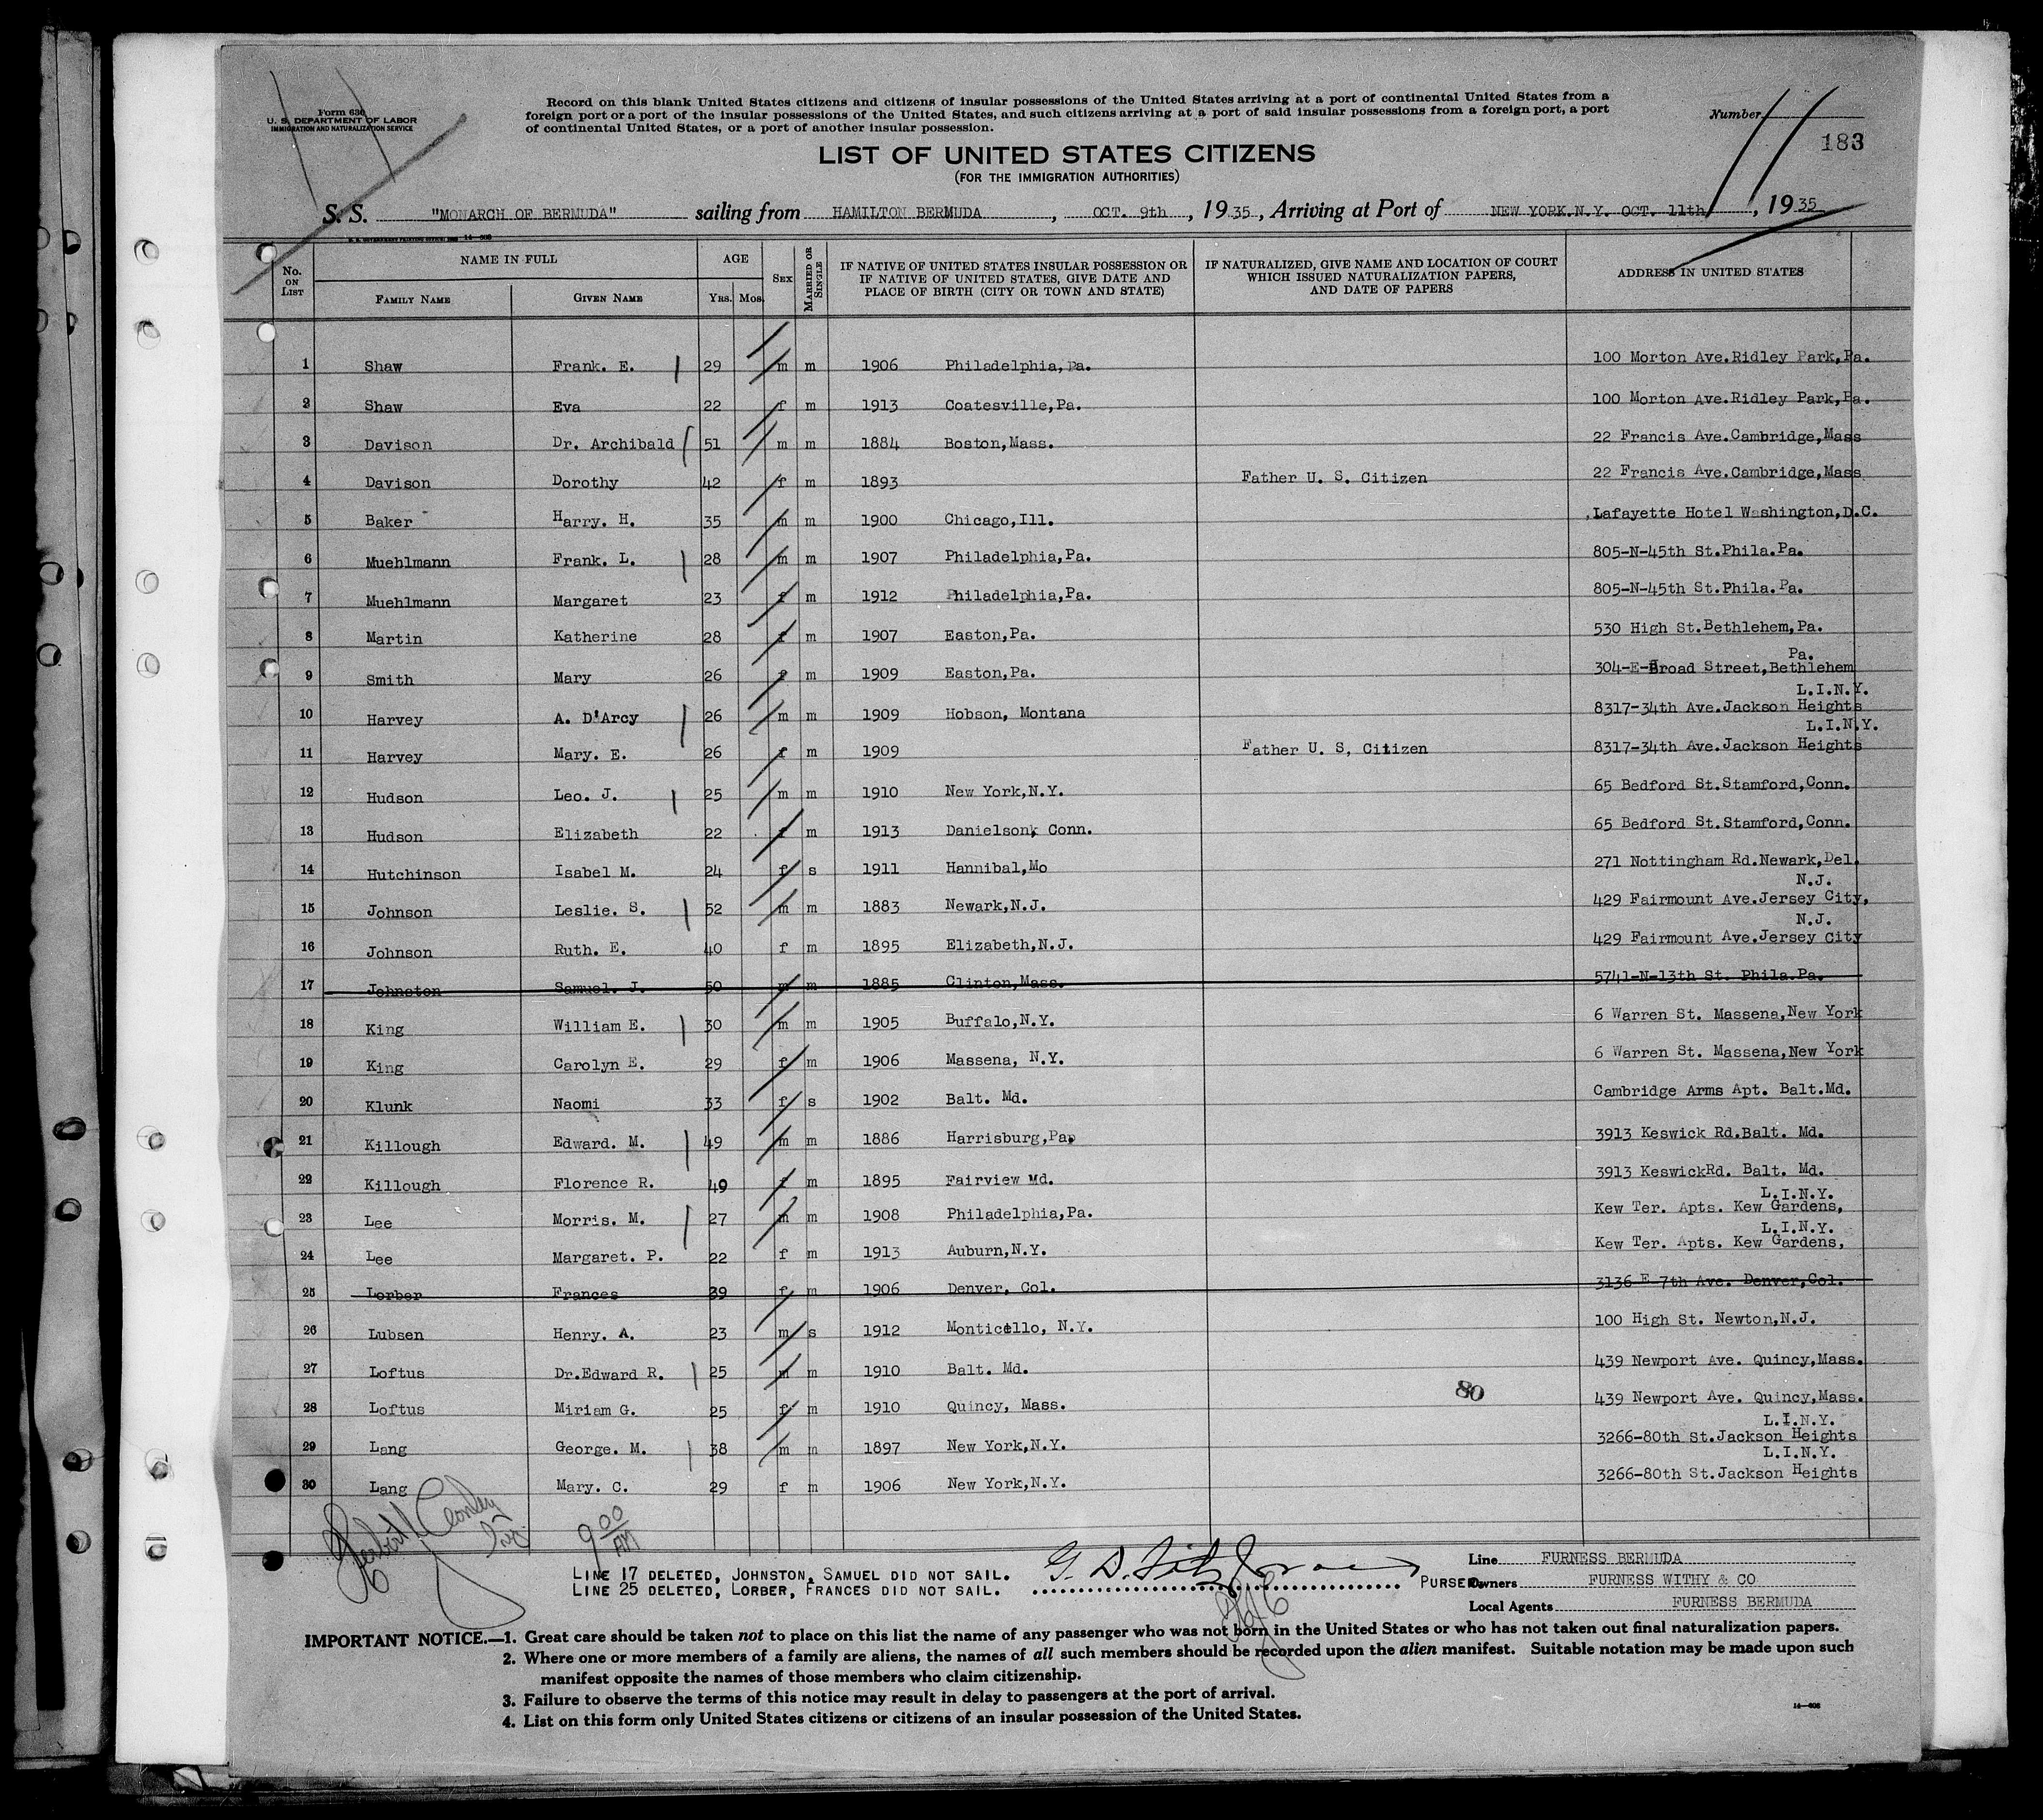 Form 630
U. S. DEPARTMENT OF LABOR
IMMIGRATION AND NATURALIZATION SERVICE
Record on this blank United States citizens and citizens of insular possessions of the United States arriving at a port of continental United States from a
foreign port or a port of the insular possessions of the United States, and such citizens arriving at a port of said insular possessions from a foreign port, a port
of continental United States, or a port of another insular possession.
Number
183
LIST OF UNITED STATES CITIZENS
(FOR THE IMMIGRATION AUTHORITIES)
S. S. "MONARCH OF BERMUDA" sailing from HAMILTON BERMUDA, OCT. 9th, 1935, Arriving at Port of NEW YORK.N.Y. OCT. 11th, 1935
No. ON LIST NAME IN FULL FAMILY NAME GIVEN NAME AGE YRS. MOS. SEX MARRIED OR SINGLE IF NATIVE OF UNITED STATES INSULAR POSSESSION OR IF NATIVE OF UNITED STATES, GIVE DATE AND PLACE OF BIRTH (CITY OR TOWN AND STATE) IF NATURALIZED, GIVE NAME AND LOCATION OF COURT WHICH ISSUED NATURALIZATION PAPERS, AND DATE OF PAPERS ADDRESS IN UNITED STATES
1 Shaw Frank. E. 29 m m 1906 Philadelphia,Pa. 100 Morton Ave.Ridley Park,Pa.
2 Shaw Eva 22 f m 1913 Coatesville,Pa. 100 Morton Ave.Ridley Park,Pa.
3 Davison Dr. Archibald 51 m m 1884 Boston,Mass. 22 Francis Ave.Cambridge,Mass
4 Davison Dorothy 42 f m 1893 Father U. S. Citizen 22 Francis Ave.Cambridge,Mass
5 Baker Harry. H. 35 m m 1900 Chicago,Ill. ,Lafayette Hotel Washington,D.C.
6 Muehlmann Frank. L. 28 m m 1907 Philadelphia,Pa. 805-N-45th St.Phila.Pa.
7 Muehlmann Margaret 23 f m 1912 Philadelphia,Pa. 805-N-45th St.Phila.Pa.
8 Martin Katherine 28 f m 1907 Easton,Pa. 530 High St.Bethlehem,Pa.
9 Smith Mary 26 f m 1909 Easton,Pa. 304-E-Broad Street,Bethlehem Pa.
10 Harvey A. D'Arcy 26 m m 1909 Hobson, Montana 8317-34th Ave.Jackson Heights L.I.N.Y.
11 Harvey Mary. E. 26 f m 1909 Father U. S, Citizen 8317-34th Ave.Jackson Heights L.I.N.Y.
12 Hudson Leo. J. 25 m m 1910 New York,N.Y. 65 Bedford St.Stamford,Conn.
13 Hudson Elizabeth 22 f m 1913 Danielson, Conn. 65 Bedford St.Stamford,Conn.
14 Hutchinson Isabel M. 24 f s 1911 Hannibal,Mo 271 Nottingham Rd.Newark,Del.
15 Johnson Leslie. S. 52 m m 1883 Newark,N.J. 429 Fairmount Ave.Jersey City, N.J.
16 Johnson Ruth. E. 40 f m 1895 Elizabeth,N.J. 429 Fairmount Ave.Jersey City N.J.
17 Johnston Samuel. J. 50 m m 1885 Clinton,Mass. 5741-N-13th St. Phila.Pa.
18 King William E. 30 m m 1905 Buffalo,N.Y. 6 Warren St. Massena,New York
19 King Carolyn E. 29 f m 1906 Massena, N.Y. 6 Warren St. Massena,New York
20 Klunk Naomi 33 f s 1902 Balt. Md. Cambridge Arms Apt. Balt.Md.
21 Killough Edward. M. 49 m m 1886 Harrisburg,Pa. 3913 Keswick Rd.Balt. Md.
22 Killough Florence R. 40 f m 1895 Fairview Md. 3913 KeswickRd. Balt. Md.
23 Lee Morris. M. 27 m m 1908 Philadelphia,Pa. Kew Ter. Apts. Kew Gardens, L.I.N.Y.
24 Lee Margaret. P. 22 f m 1913 Auburn,N.Y. Kew Ter. Apts. Kew Gardens, L.I.N.Y.
25 Lorber Frances 39 f m 1906 Denver, Col. 3136 E 7th Ave. Denver,Col.
26 Lubsen Henry. A. 23 m s 1912 Monticello, N.Y. 100 High St. Newton,N.J.
27 Loftus Dr.Edward R. 25 m m 1910 Balt. Md. 439 Newport Ave. Quincy,Mass.
80
28 Loftus Miriam G. 25 f m 1910 Quincy, Mass. 439 Newport Ave. Quincy,Mass.
29 Lang George. M. 38 m m 1897 New York,N.Y. 3266-80th St.Jackson Heights L.I.N.Y.
30 Lang Mary. C. 29 f m 1906 New York,N.Y. 3266-80th St.Jackson Heights L.I.N.Y.
9 00 AM
LINE 17 DELETED, JOHNSTON, SAMUEL DID NOT SAIL.
LINE 25 DELETED, LORBER, FRANCES DID NOT SAIL.
PURSER.
Line FURNESS BERMUDA
Owners FURNESS WITHY & CO
Local Agents FURNESS BERMUDA
IMPORTANT NOTICE.—1. Great care should be taken not to place on this list the name of any passenger who was not born in the United States or who has not taken out final naturalization papers.
2. Where one or more members of a family are aliens, the names of all such members should be recorded upon the alien manifest. Suitable notation may be made upon such
manifest opposite the names of those members who claim citizenship.
3. Failure to observe the terms of this notice may result in delay to passengers at the port of arrival.
4. List on this form only United States citizens or citizens of an insular possession of the United States.